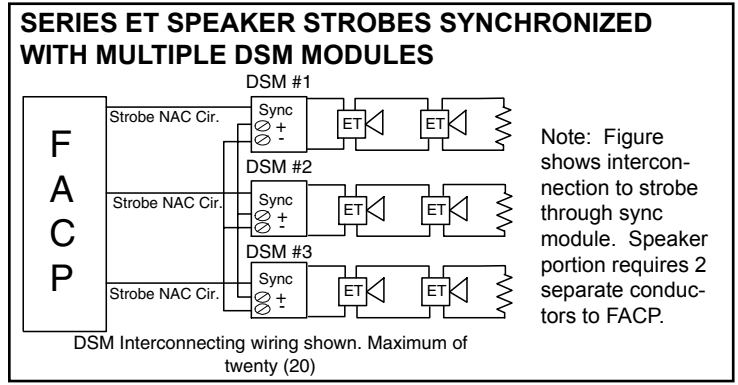 SERIES ET SPEAKER STROBES SYNCHRONIZED
WITH MULTIPLE DSM MODULES
F
A
C
P
DSM #1
Strobe NAC Cir.
Sync
+
-
ET
ET
DSM #2
Strobe NAC Cir.
Sync
+
-
ET
ET
DSM #3
Strobe NAC Cir.
Sync
+
-
ET
ET
Note: Figure
shows intercon-
nection to strobe
through sync
module. Speaker
portion requires 2
separate conduc-
tors to FACP.
DSM Interconnecting wiring shown. Maximum of
twenty (20)